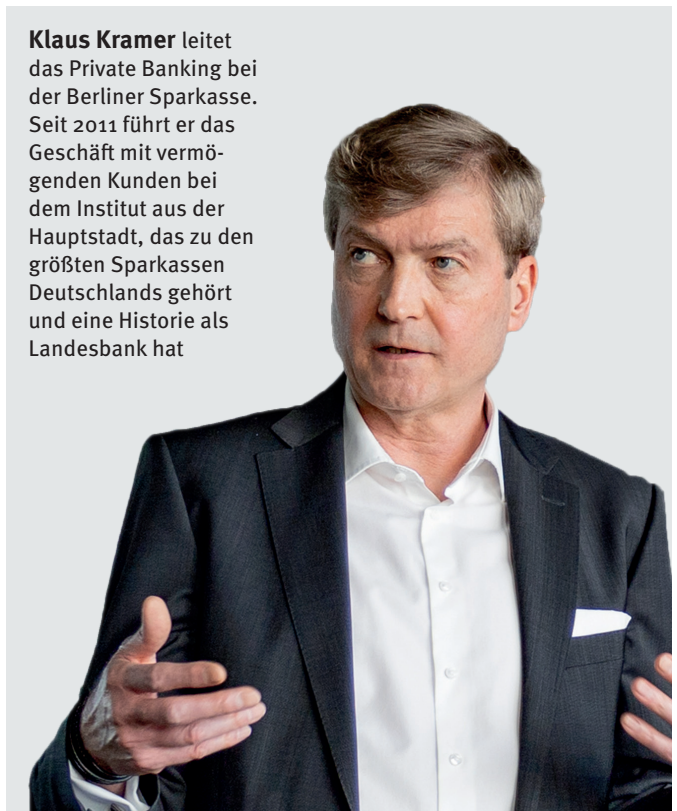 Klaus Kramer leitet
das Private Banking bei
der Berliner Sparkasse.
Seit 2011 führt er das
Geschäft mit vermö-
genden Kunden bei
dem Institut aus der
Hauptstadt, das zu den
größten Sparkassen
Deutschlands gehört
und eine Historie als
Landesbank hat